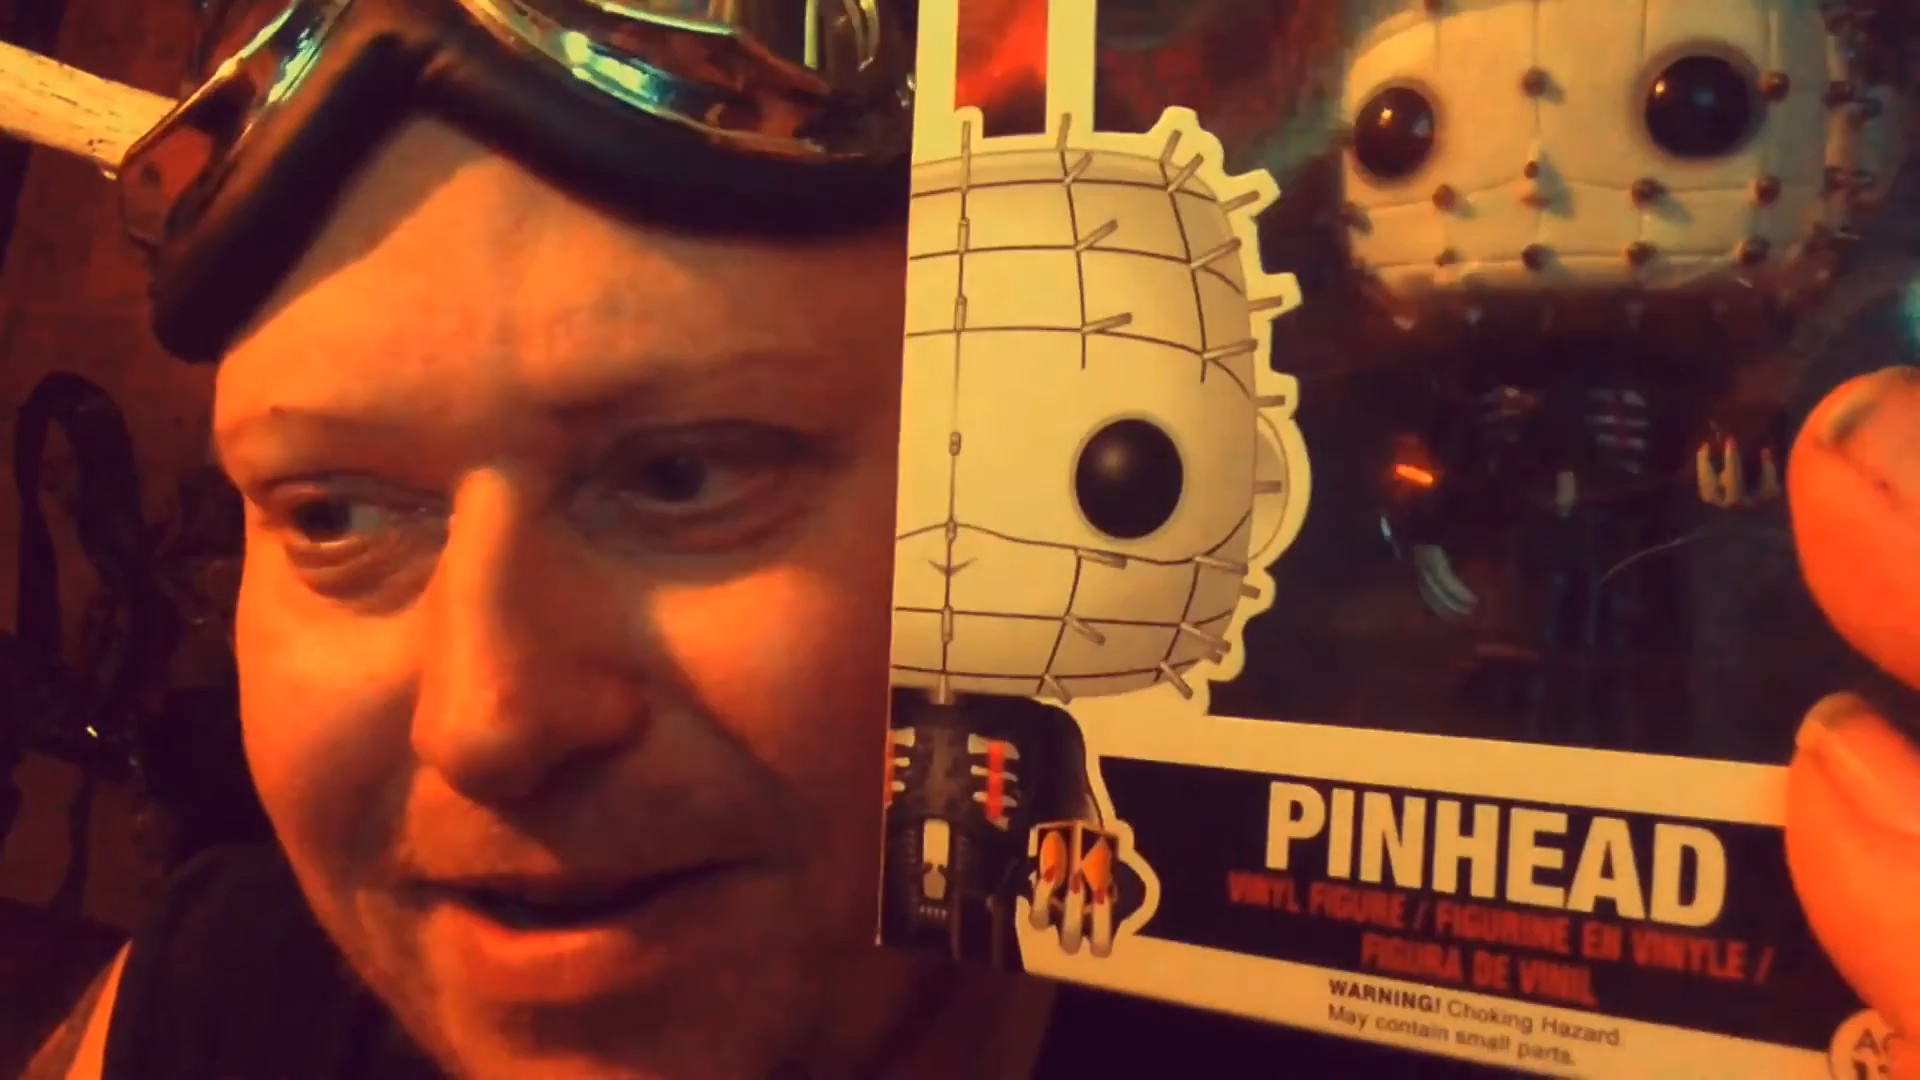 PINHEAD
VINYL FIGURE / FIGURINE EN VINYLE /
FIGURA DE VINIL
WARNING! Choking Hazard
May contain small parts.